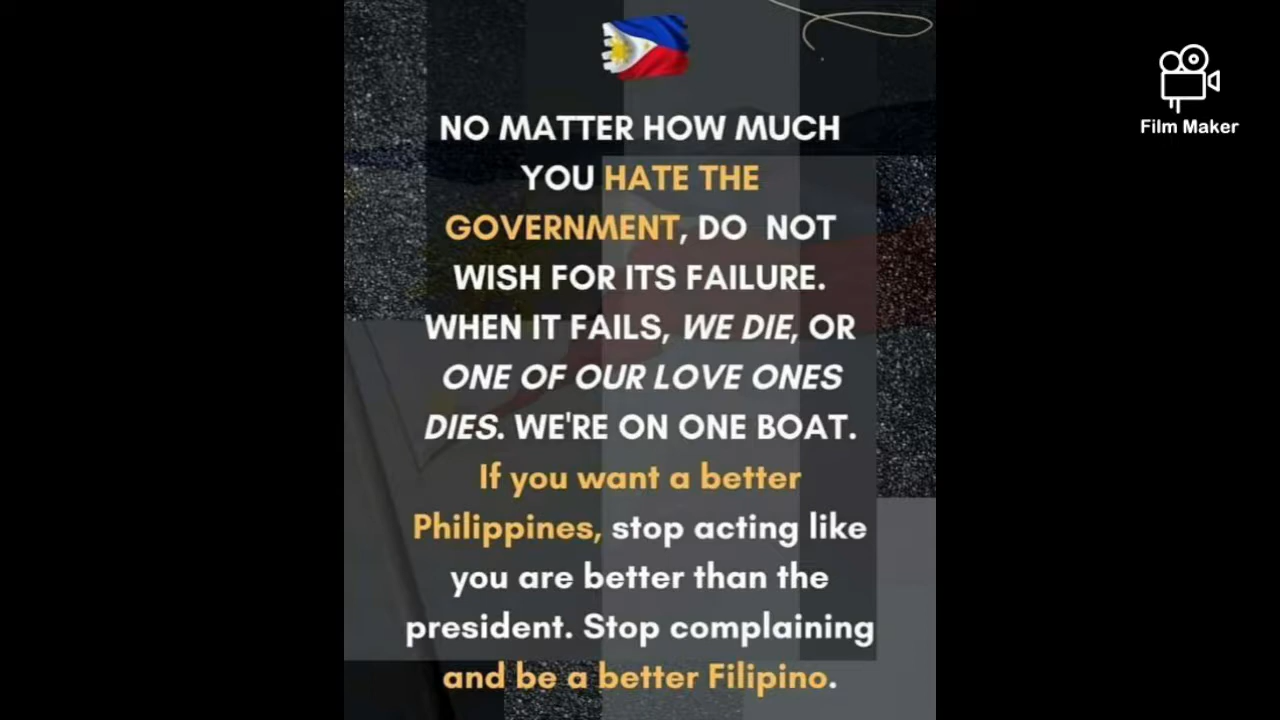 NO MATTER HOW MUCH
YOU HATE THE
GOVERNMENT, DO NOT
WISH FOR ITS FAILURE.
WHEN IT FAILS, WE DIE, OR
ONE OF OUR LOVE ONES
DIES. WE'RE ON ONE BOAT.
If you want a better
Philippines, stop acting like
you are better than the
president. Stop complaining
and be a better Filipino.
Film Maker